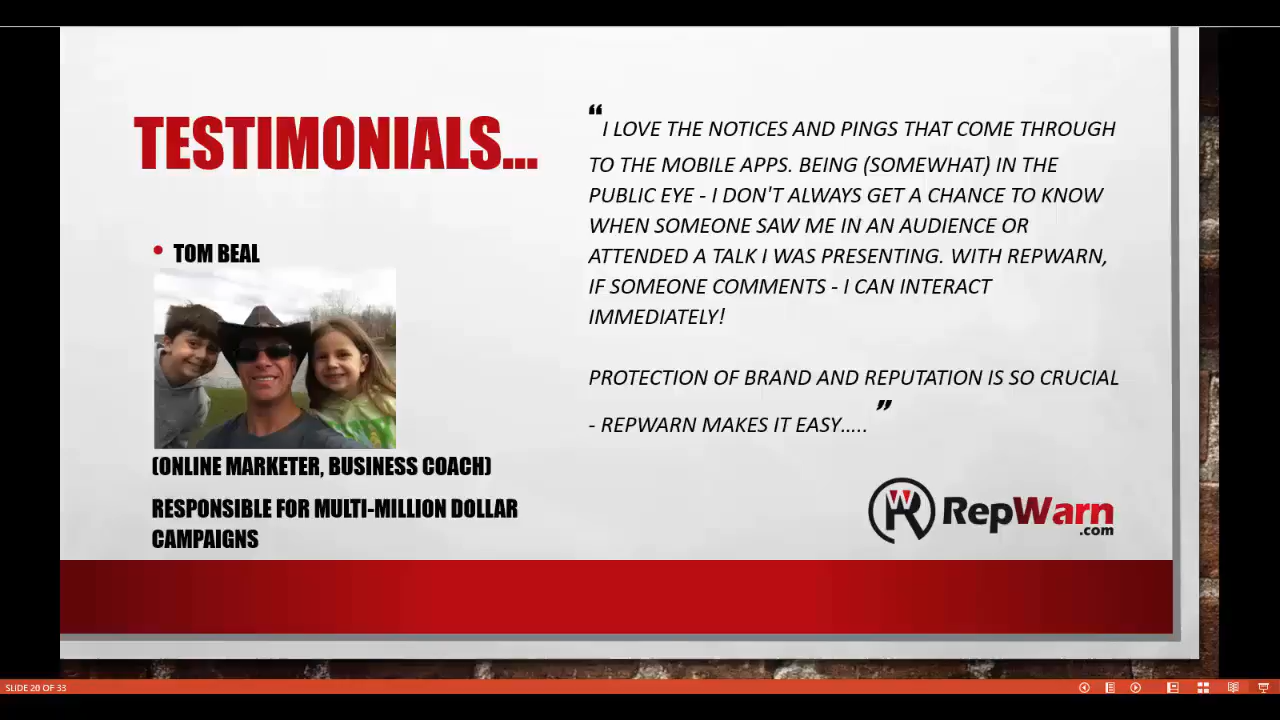 TESTIMONIALS...
TOM BEAL
(ONLINE MARKETER, BUSINESS COACH)
RESPONSIBLE FOR MULTI-MILLION DOLLAR
CAMPAIGNS
“I LOVE THE NOTICES AND PINGS THAT COME THROUGH
TO THE MOBILE APPS. BEING (SOMEWHAT) IN THE
PUBLIC EYE - I DON'T ALWAYS GET A CHANCE TO KNOW
WHEN SOMEONE SAW ME IN AN AUDIENCE OR
ATTENDED A TALK I WAS PRESENTING. WITH REPWARN,
IF SOMEONE COMMENTS - I CAN INTERACT
IMMEDIATELY!
PROTECTION OF BRAND AND REPUTATION IS SO CRUCIAL
- REPWARN MAKES IT EASY..... ”
RepWarn
.com
SLIDE 20 OF 33